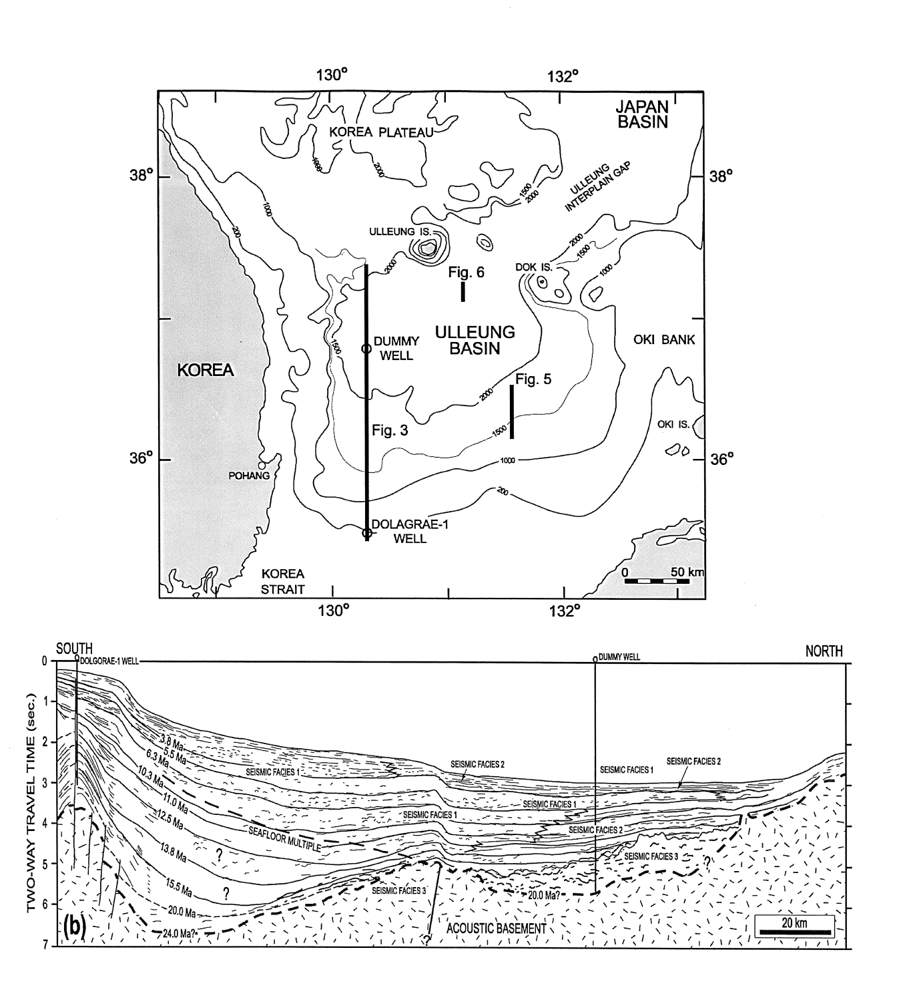 130°
132°
JAPAN
BASIN
KOREA PLATEAU
1000
2000
38°
38°
ULLEUNG
INTERPLAIN GAP
1500
2000
1000
200
ULLEUNG IS.
2000
1500
2000
Fig. 6
DOK IS.
1000
ULLEUNG
BASIN
DUMMY
WELL
1500
OKI BANK
KOREA
Fig. 5
2000
Fig. 3
1500
OKI IS.
36°
36°
1000
POHANG
200
DOLAGRAE-1
WELL
KOREA
STRAIT
0 50 km
130°
132°
SOUTH
NORTH
DOLGORAE-1 WELL
DUMMY WELL
TWO-WAY TRAVEL TIME (sec.)
0
1
2
3
4
5
6
7
3.8 Ma
5.5 Ma
6.3 Ma
10.3 Ma
11.0 Ma
12.5 Ma
13.8 Ma
15.5 Ma
20.0 Ma
24.0 Ma?
SEISMIC FACIES 1
SEISMIC FACIES 2
SEISMIC FACIES 1
SEISMIC FACIES 2
SEISMIC FACIES 1
SEISMIC FACIES 1
SEISMIC FACIES 2
SEAFLOOR MULTIPLE
SEISMIC FACIES 3
?
?
?
SEISMIC FACIES 3
20.0 Ma?
ACOUSTIC BASEMENT
?
20 km
(b)